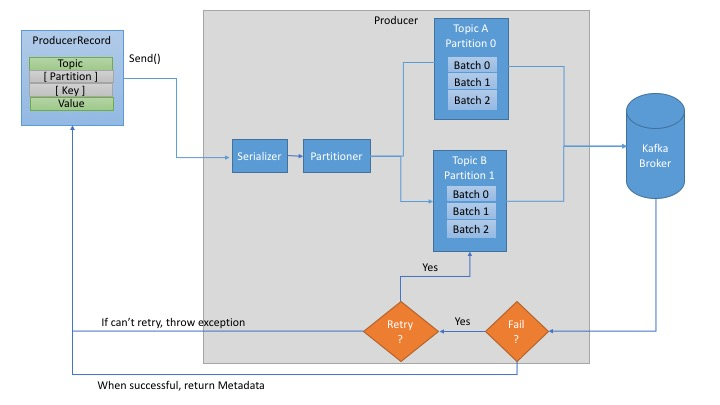 Producer
ProducerRecord
Topic
[ Partition ]
[ Key ]
Value
Send()
Serializer
Partitioner
Topic A
Partition 0
Batch 0
Batch 1
Batch 2
Topic B
Partition 1
Batch 0
Batch 1
Batch 2
Kafka
Broker
Yes
Retry
?
Yes
Fail
?
If can't retry, throw exception
When successful, return Metadata